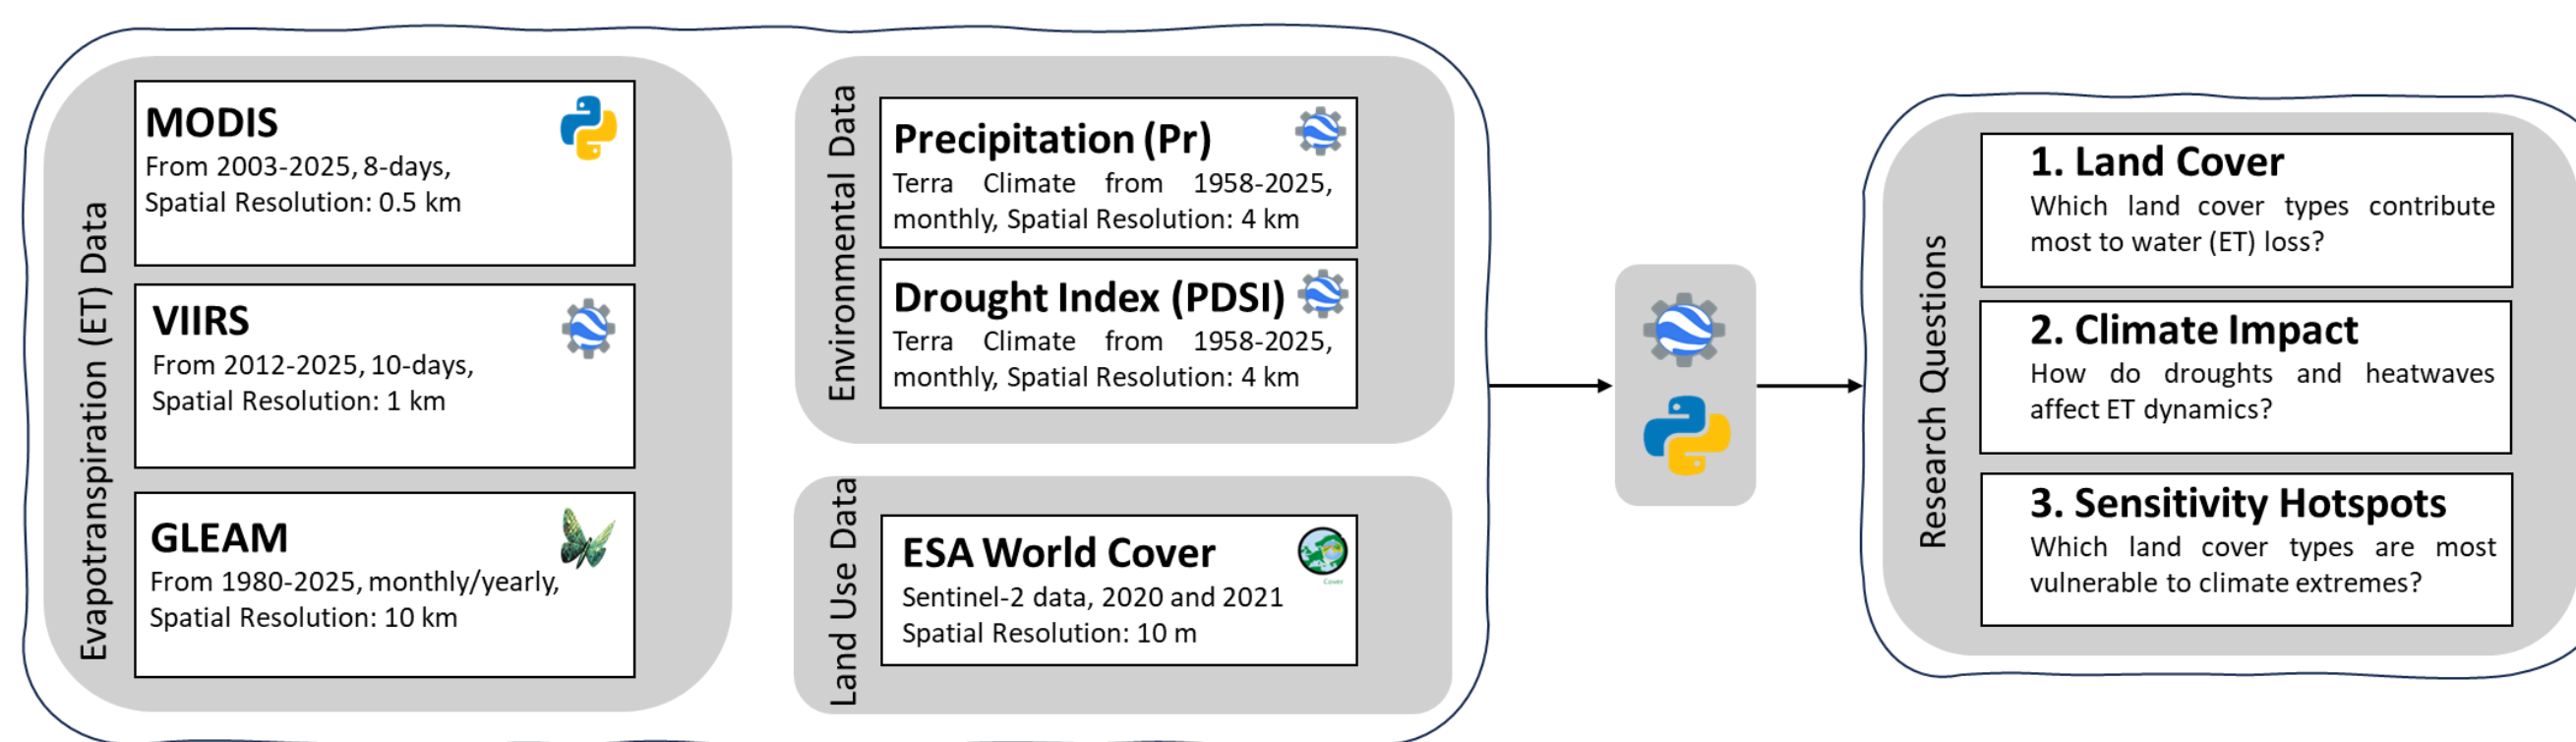 Evapotranspiration (ET) Data
MODIS
From 2003-2025, 8-days,
Spatial Resolution: 0.5 km
VIIRS
From 2012-2025, 10-days,
Spatial Resolution: 1 km
GLEAM
From 1980-2025, monthly/yearly,
Spatial Resolution: 10 km
Environmental Data
Precipitation (Pr)
Terra Climate from 1958-2025,
monthly, Spatial Resolution: 4 km
Drought Index (PDSI)
Terra Climate from 1958-2025,
monthly, Spatial Resolution: 4 km
Land Use Data
ESA World Cover
Sentinel-2 data, 2020 and 2021
Spatial Resolution: 10 m
Cover
Research Questions
1. Land Cover
Which land cover types contribute
most to water (ET) loss?
2. Climate Impact
How do droughts and heatwaves
affect ET dynamics?
3. Sensitivity Hotspots
Which land cover types are most
vulnerable to climate extremes?